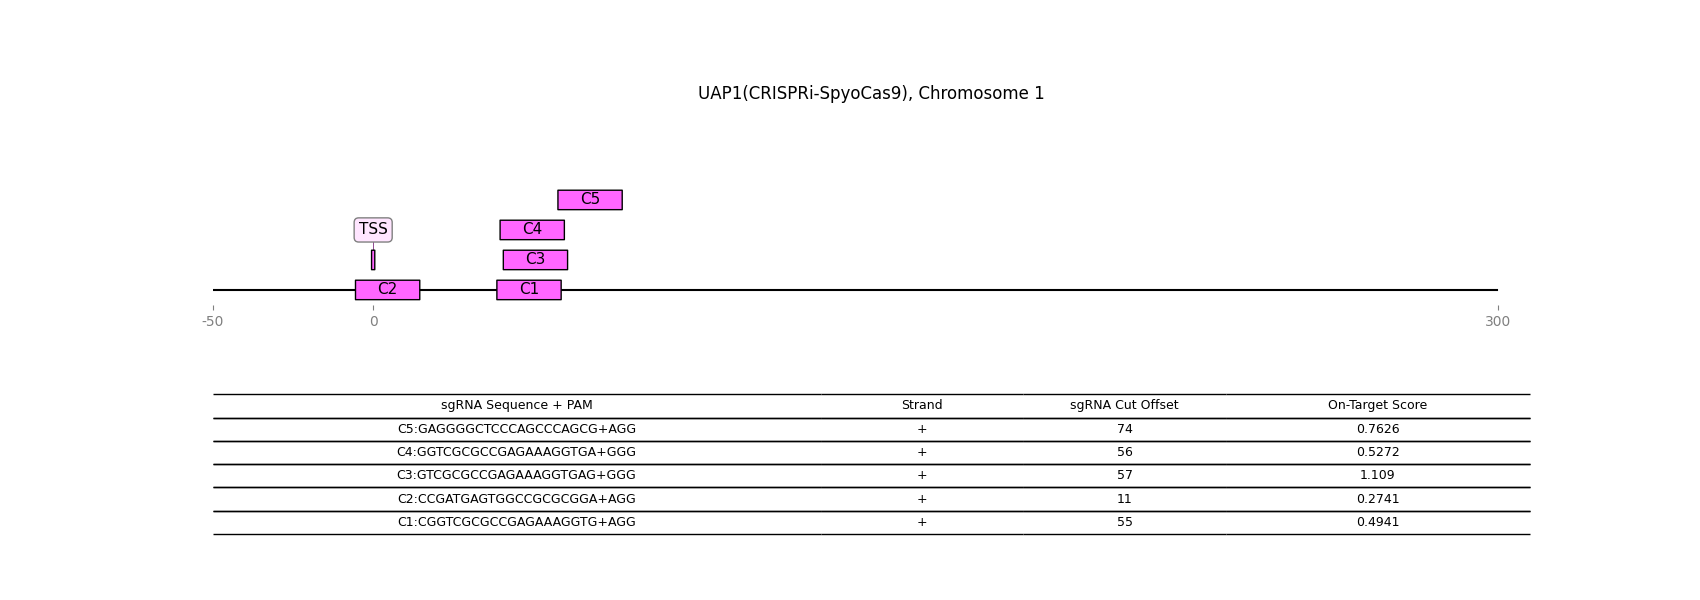 UAP1(CRISPRi-SpyoCas9), Chromosome 1
C5
TSS
C4
C3
C2
C1
-50 0 300
sgRNA Sequence + PAM Strand sgRNA Cut Offset On-Target Score
C5:GAGGGGCTCCCAGCCCAGCG+AGG + 74 0.7626
C4:GGTCGCGCCGAGAAAGGTGA+GGG + 56 0.5272
C3:GTCGCGCCGAGAAAGGTGAG+GGG + 57 1.109
C2:CCGATGAGTGGCCGCGCGGA+AGG + 11 0.2741
C1:CGGTCGCGCCGAGAAAGGTG+AGG + 55 0.4941